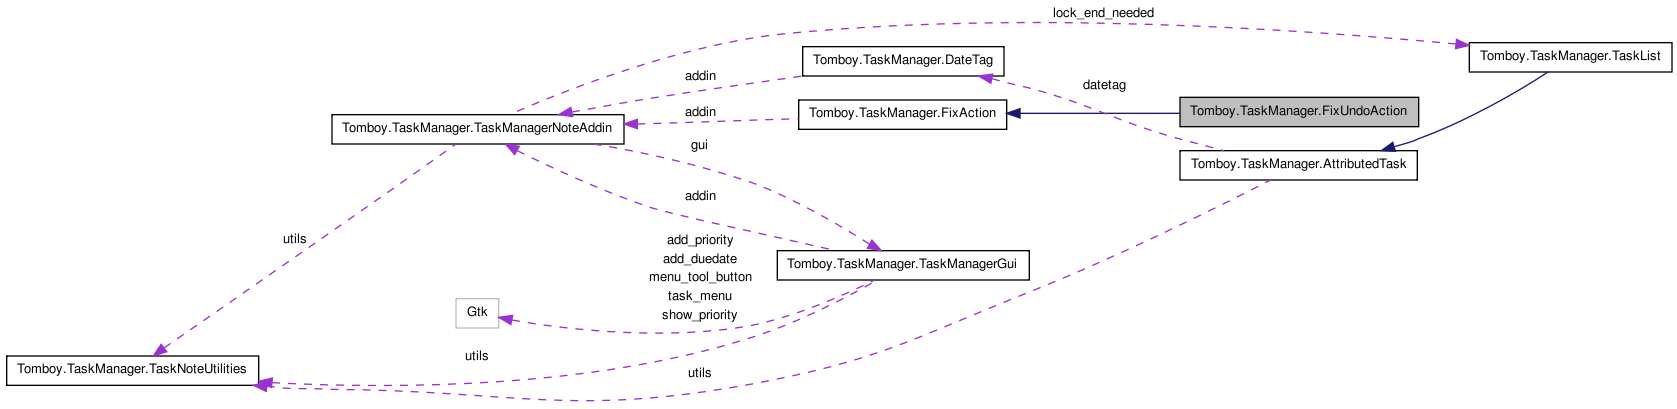 lock_end_needed
Tomboy.TaskManager.TaskList
Tomboy.TaskManager.DateTag
addin
datetag
Tomboy.TaskManager.FixAction
addin
Tomboy.TaskManager.FixUndoAction
Tomboy.TaskManager.TaskManagerNoteAddin
gui
Tomboy.TaskManager.AttributedTask
addin
utils
add_priority
add_duedate
menu_tool_button
task_menu
show_priority
Tomboy.TaskManager.TaskManagerGui
Gtk
utils
Tomboy.TaskManager.TaskNoteUtilities
utils